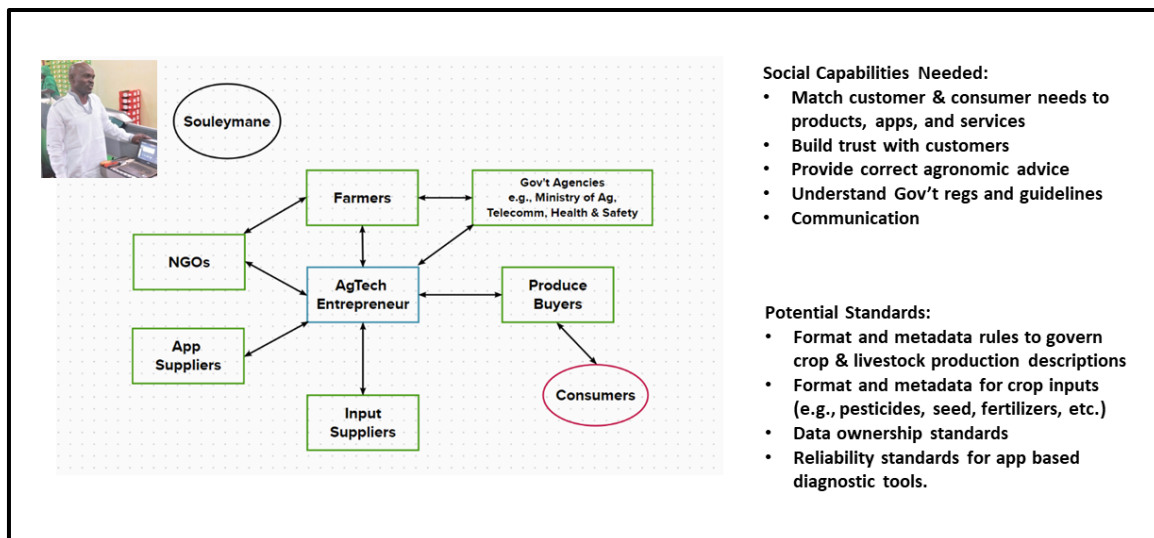 Souleymane
Farmers
Gov't Agencies
e.g., Ministry of Ag,
Telecomm, Health & Safety
NGOs
AgTech
Entrepreneur
Produce
Buyers
App
Suppliers
Input
Suppliers
Consumers
Social Capabilities Needed:
• Match customer & consumer needs to
products, apps, and services
• Build trust with customers
• Provide correct agronomic advice
• Understand Gov't regs and guidelines
• Communication
Potential Standards:
• Format and metadata rules to govern
crop & livestock production descriptions
• Format and metadata for crop inputs
(e.g., pesticides, seed, fertilizers, etc.)
• Data ownership standards
• Reliability standards for app based
diagnostic tools.